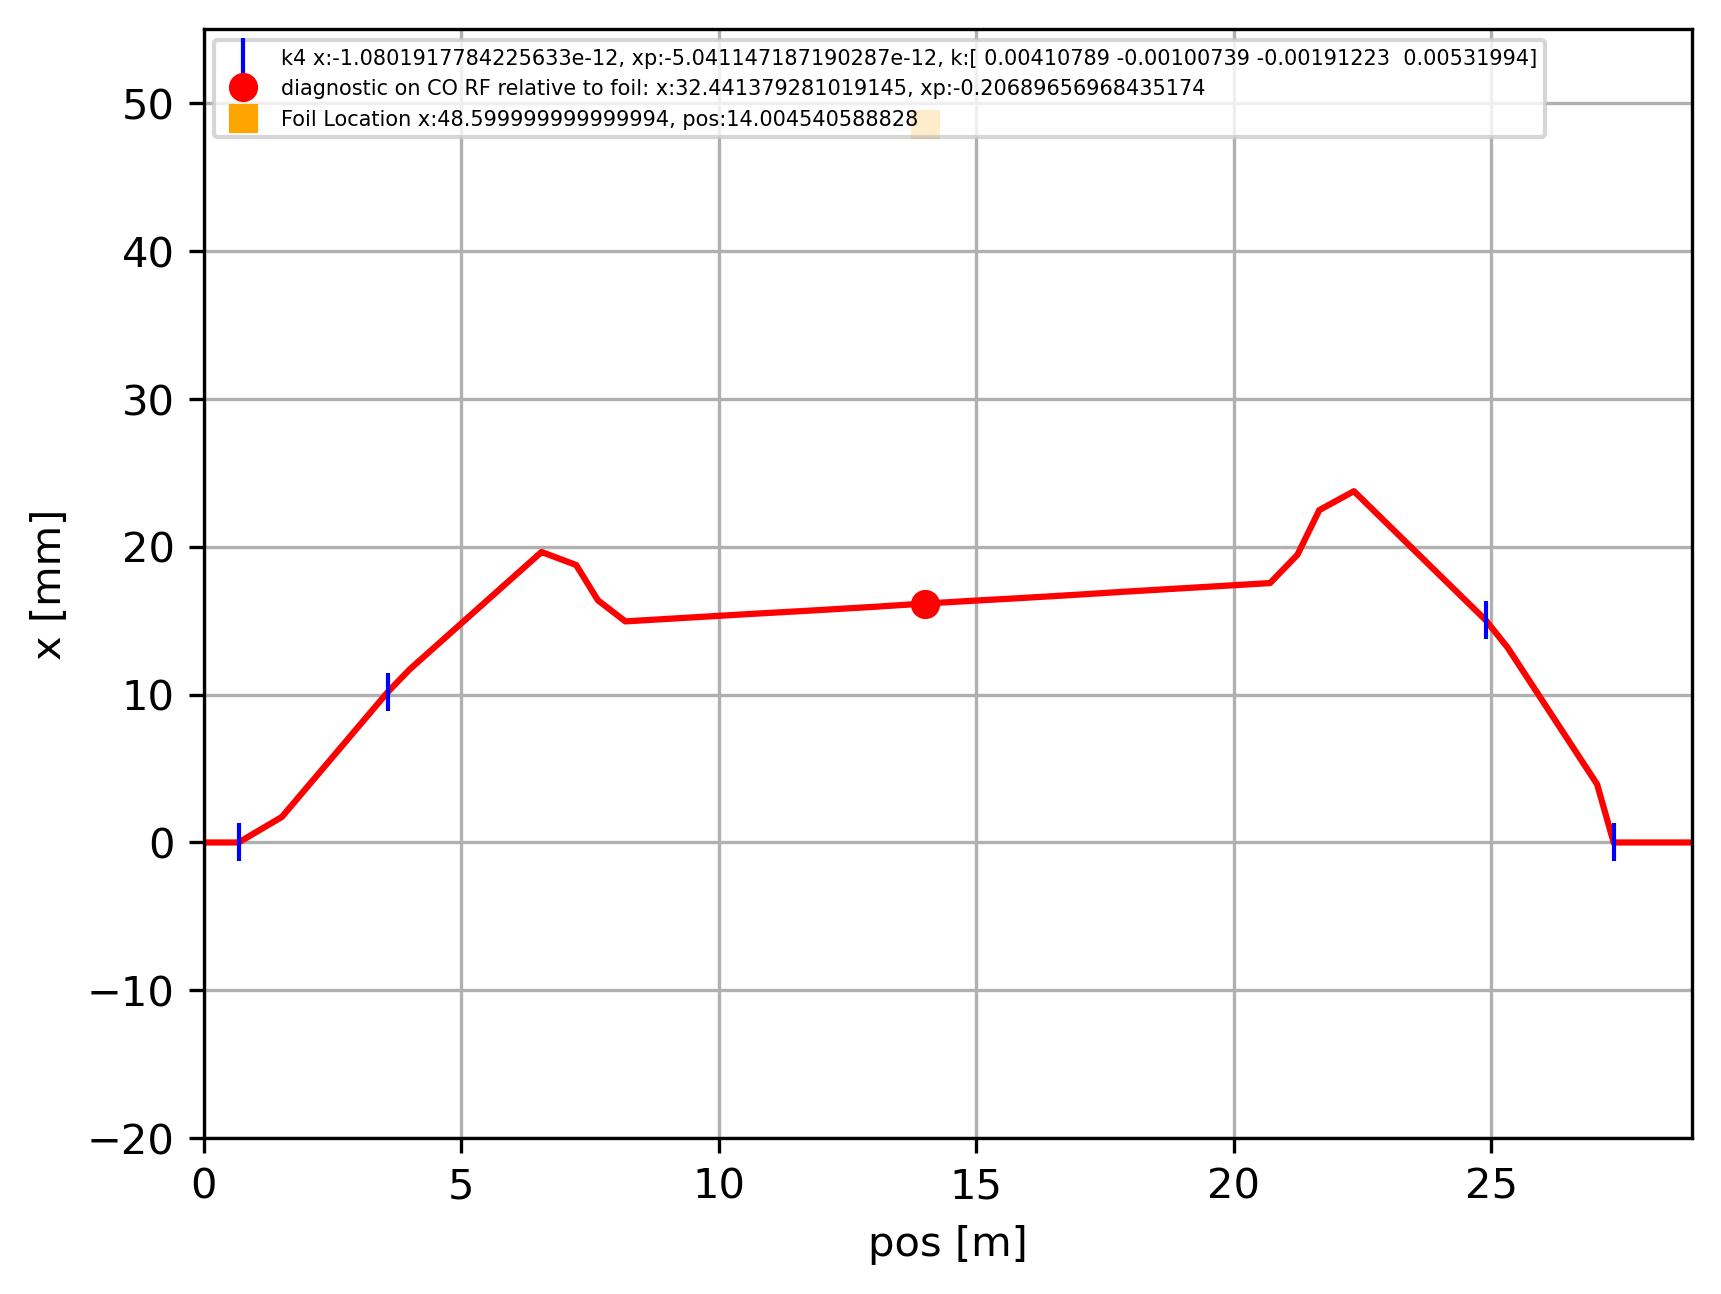 k4 x:-1.0801917784225633e-12, xp:-5.041147187190287e-12, k:[ 0.00410789 -0.00100739 -0.00191223  0.00531994]
diagnostic on CO RF relative to foil: x:32.441379281019145, xp:-0.20689656968435174
Foil Location x:48.599999999999994, pos:14.004540588828
50
40
30
20
10
0
−10
−20
x [mm]
0 5 10 15 20 25
pos [m]